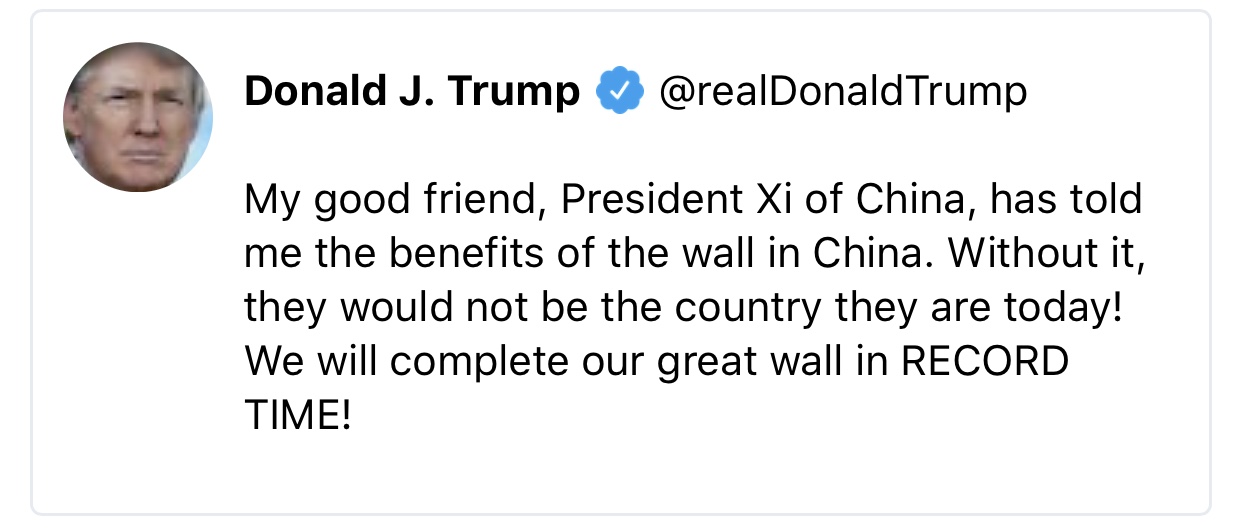 Donald J. Trump @realDonaldTrump
My good friend, President Xi of China, has told
me the benefits of the wall in China. Without it,
they would not be the country they are today!
We will complete our great wall in RECORD
TIME!